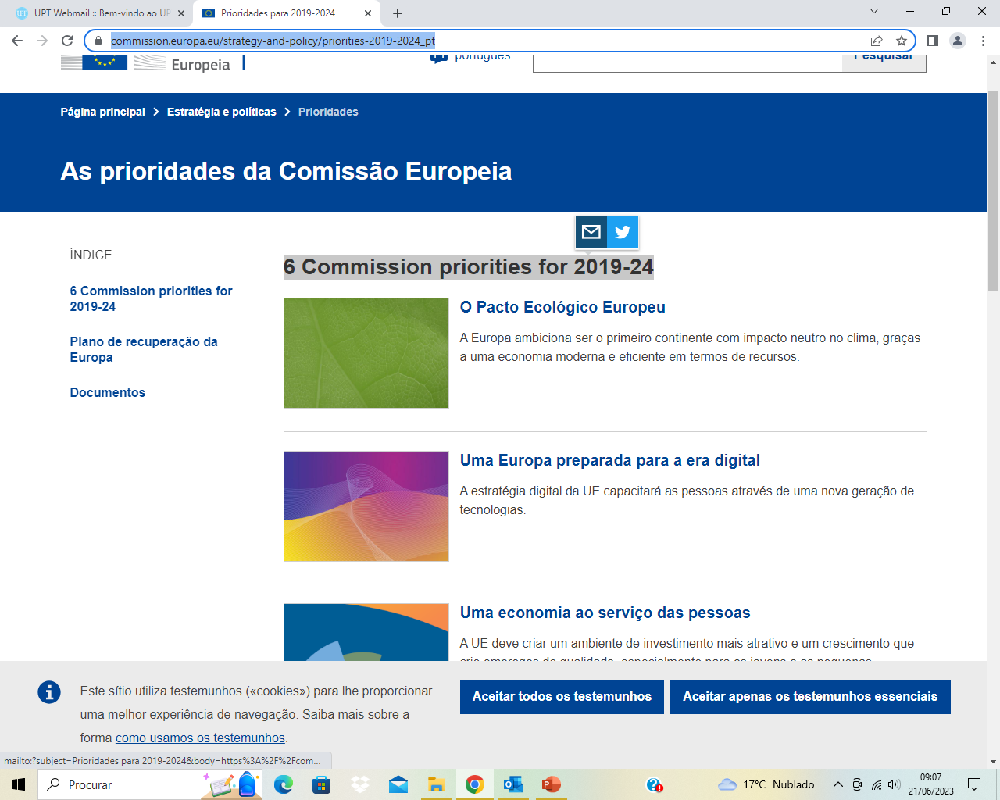 UPT Webmail :: Bem-vindo ao UP
Prioridades para 2019-2024
commission.europa.eu/strategy-and-policy/priorities-2019-2024_pt
Europeia
português
Pesquisar
Página principal > Estratégia e políticas > Prioridades
As prioridades da Comissão Europeia
ÍNDICE
6 Commission priorities for
2019-24
Plano de recuperação da
Europa
Documentos
6 Commission priorities for 2019-24
O Pacto Ecológico Europeu
A Europa ambiciona ser o primeiro continente com impacto neutro no clima, graças
a uma economia moderna e eficiente em termos de recursos.
Uma Europa preparada para a era digital
A estratégia digital da UE capacitará as pessoas através de uma nova geração de
tecnologias.
Uma economia ao serviço das pessoas
A UE deve criar um ambiente de investimento mais atrativo e um crescimento que
Este sítio utiliza testemunhos («cookies») para lhe proporcionar
uma melhor experiência de navegação. Saiba mais sobre a
forma como usamos os testemunhos.
Aceitar todos os testemunhos
Aceitar apenas os testemunhos essenciais
mailto:?subject=Prioridades para 2019-2024&body=https%3A%2F%2Fcom...
Procurar
17°C Nublado
09:07
21/06/2023